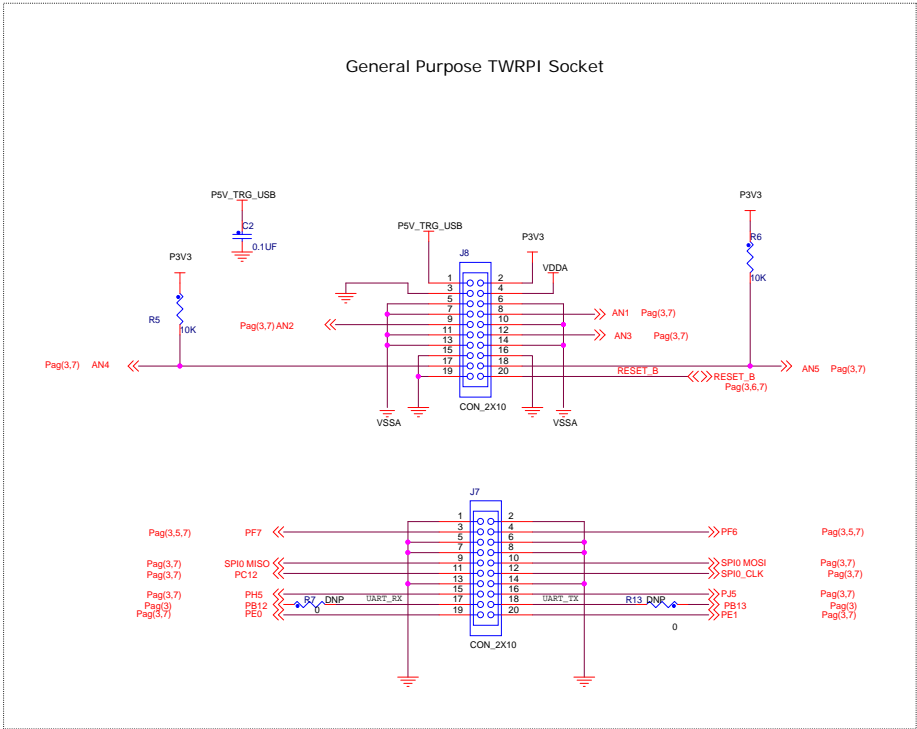 General Purpose TWRPI Socket
P5V_TRG_USB
C2
0.1UF
P3V3
R5
10K
P5V_TRG_USB
P3V3
VDDA
P3V3
R6
10K
J8
1 2
3 4
5 6
7 8
9 10
11 12
13 14
15 16
17 18
19 20
CON_2X10
AN1 Pag(3,7)
Pag(3,7) AN2
AN3 Pag(3,7)
Pag(3,7) AN4
AN5 Pag(3,7)
RESET_B
RESET_B
Pag(3,6,7)
VSSA
VSSA
J7
1 2
3 4
5 6
7 8
9 10
11 12
13 14
15 16
17 18
19 20
CON_2X10
Pag(3,5,7) PF7
PF6 Pag(3,5,7)
Pag(3,7) SPI0 MISO
SPI0 MOSI Pag(3,7)
Pag(3,7) PC12
SPI0_CLK Pag(3,7)
Pag(3,7) PH5
PJ5 Pag(3,7)
Pag(3) PB12 R7 DNP UART_RX
0
UART_TX R13 DNP PB13 Pag(3)
0
Pag(3,7) PE0
PE1 Pag(3,7)